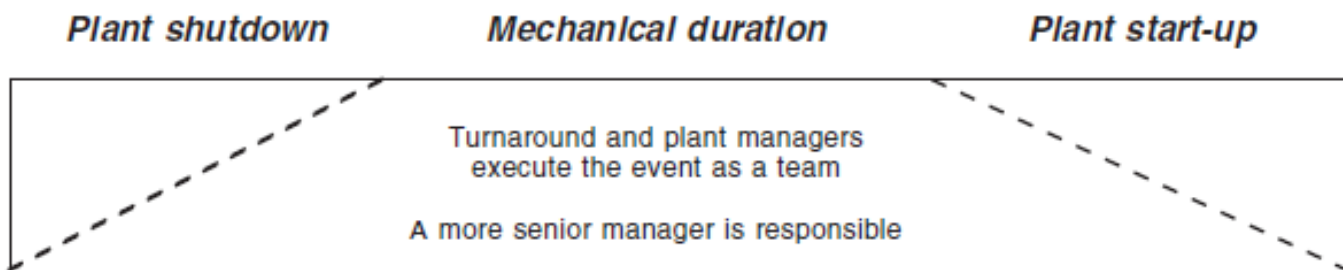 Plant shutdown Mechanical duration Plant start-up
Turnaround and plant managers
execute the event as a team
A more senior manager is responsible